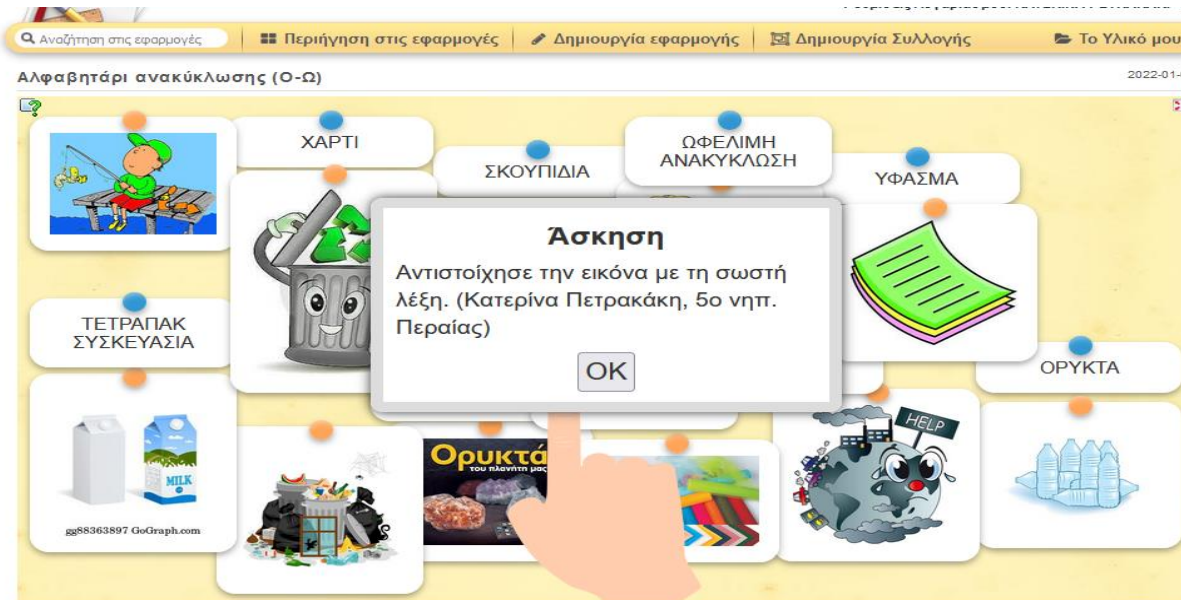 Αναζήτηση στις εφαρμογές
Περιήγηση στις εφαρμογές
Δημιουργία εφαρμογής
Δημιουργία Συλλογής
Το Υλικό μου
Αλφαβητάρι ανακύκλωσης (Ο-Ω)
2022-01-
ΧΑΡΤΙ
ΣΚΟΥΠΙΔΙΑ
ΩΦΕΛΙΜΗ
ΑΝΑΚΥΚΛΩΣΗ
ΥΦΑΣΜΑ
Άσκηση
Αντιστοίχησε την εικόνα με τη σωστή
λέξη. (Κατερίνα Πετρακάκη, 5ο νηπ.
Περαίας)
OK
ΤΕΤΡΑΠΑΚ
ΣΥΣΚΕΥΑΣΙΑ
ΟΡΥΚΤΑ
HELP
MILK
gg88363897 GoGraph.com
Ορυκτά
του πλανήτη μας